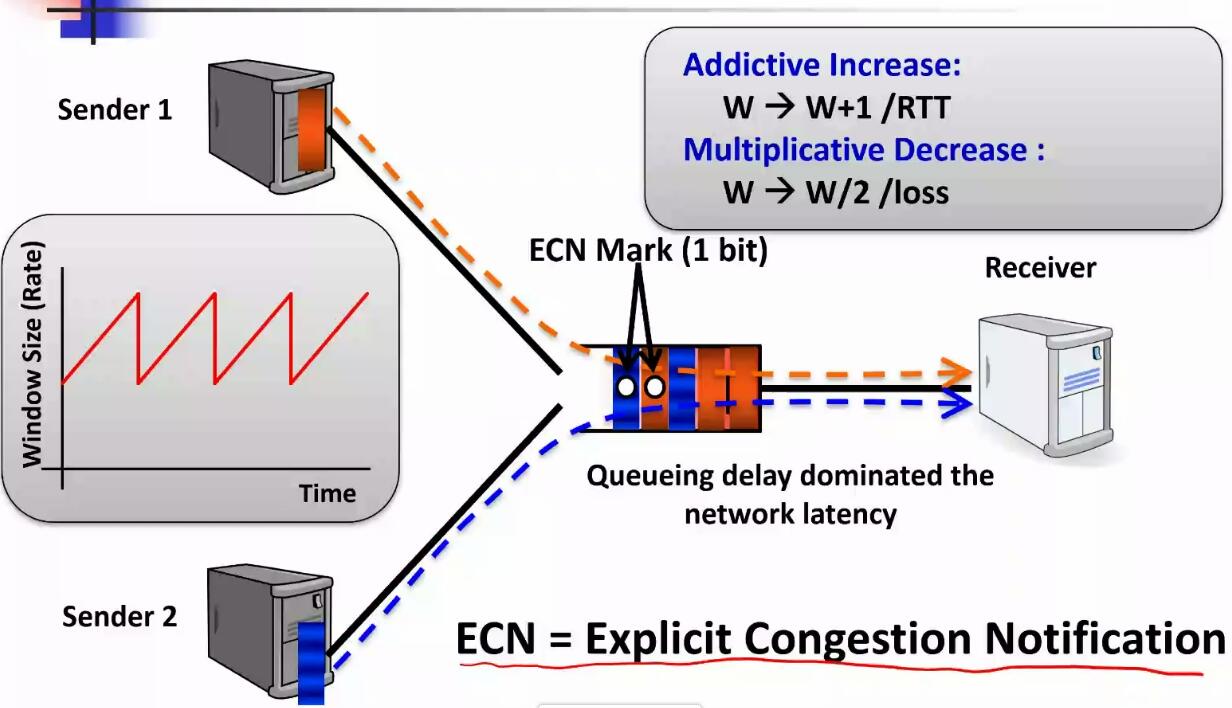 Sender 1
Addictive Increase:
W → W+1 /RTT
Multiplicative Decrease :
W → W/2 /loss
ECN Mark (1 bit)
Receiver
Window Size (Rate)
Time
Queueing delay dominated the
network latency
Sender 2
ECN = Explicit Congestion Notification